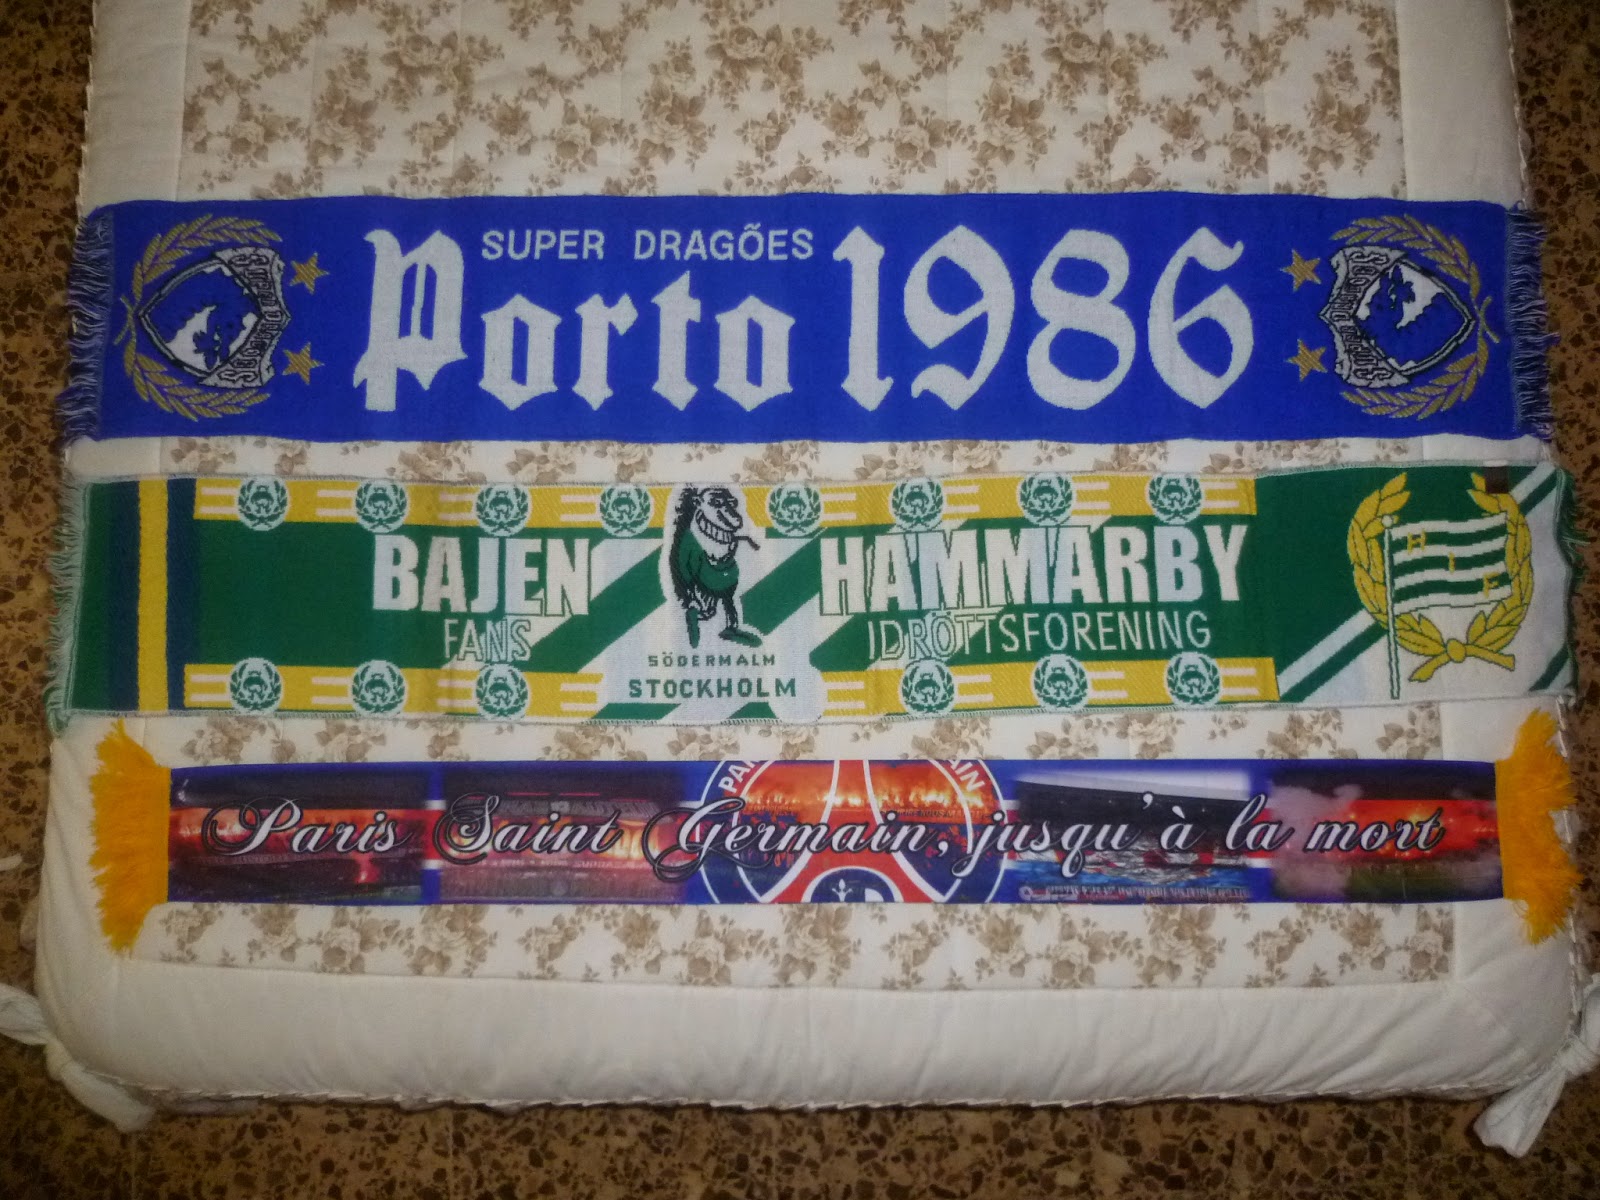 SUPER DRAGÕES
Porto 1986
BAJEN
FANS
SÖDERMALM
STOCKHOLM
HAMMARBY
IDROTTSFORENING
H I F
Paris Saint Germain, jusqu'à la mort